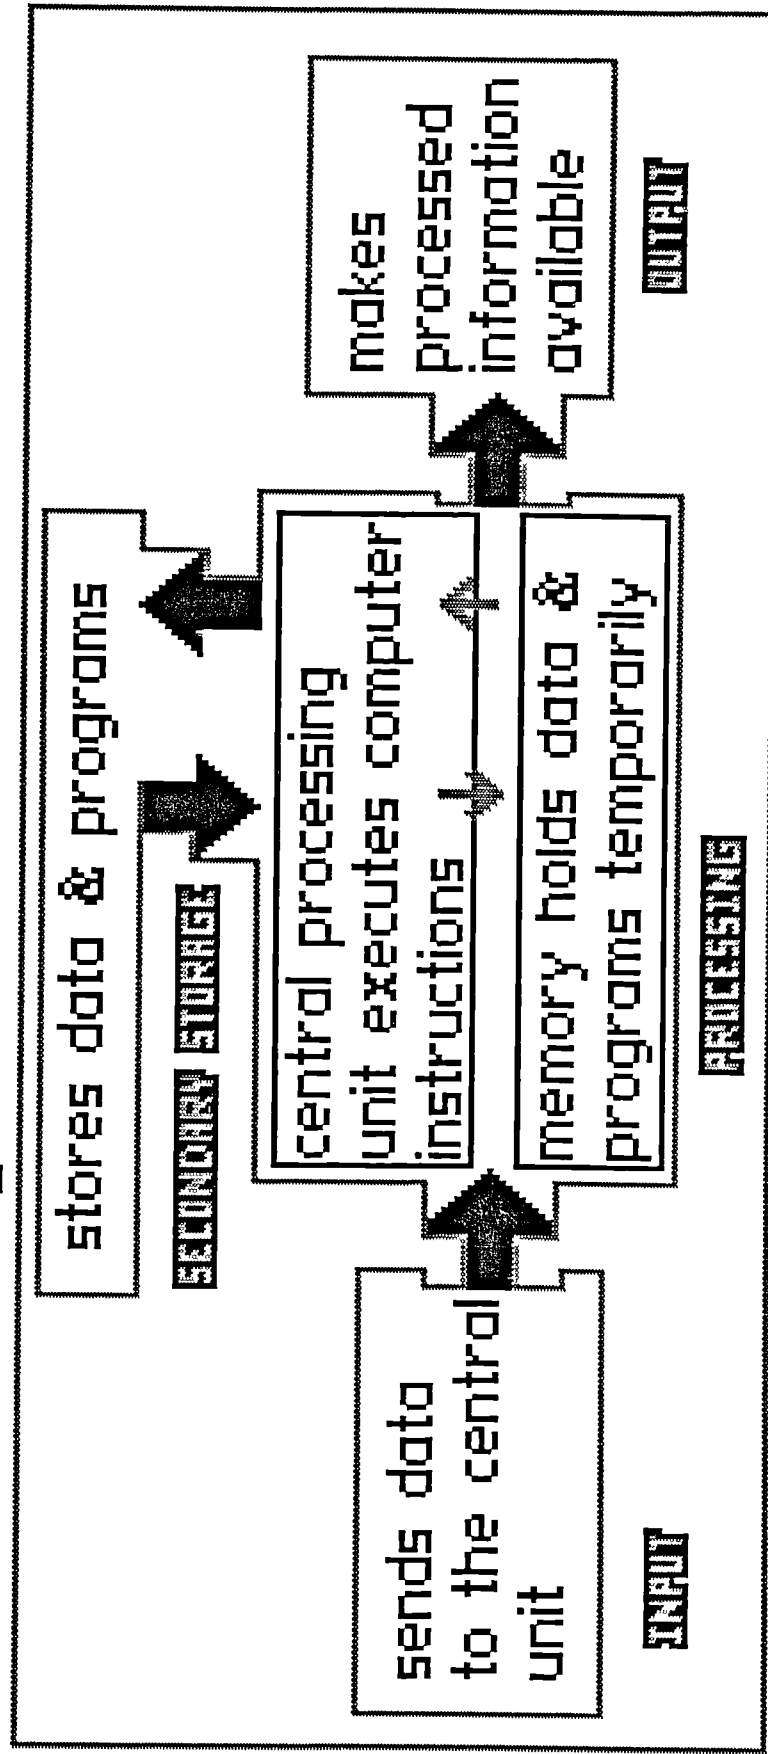 stores data & programs
SECONDARY STORAGE
sends data
to the central
unit
INPUT
central processing
unit executes computer
instructions
memory holds data &
programs temporarily
PROCESSING
makes
processed
information
available
OUTPUT